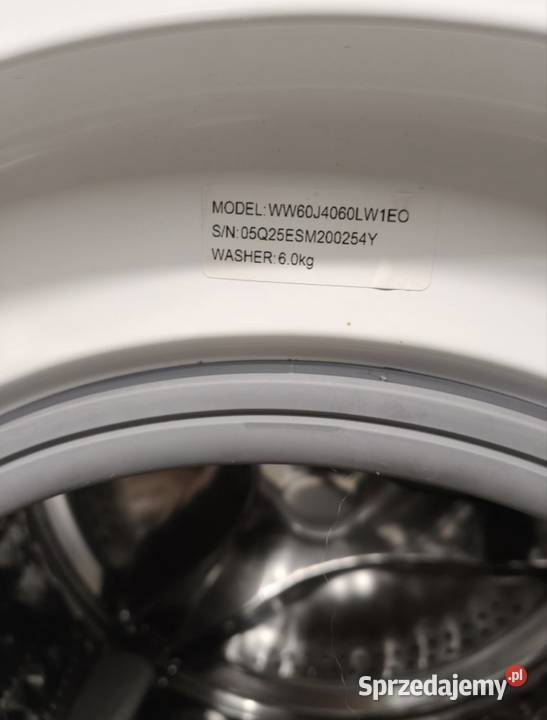 MODEL: WW60J4060LW1EO
S/N: 05Q25ESM200254Y
WASHER: 6.0kg
Sprzedajemy.pl